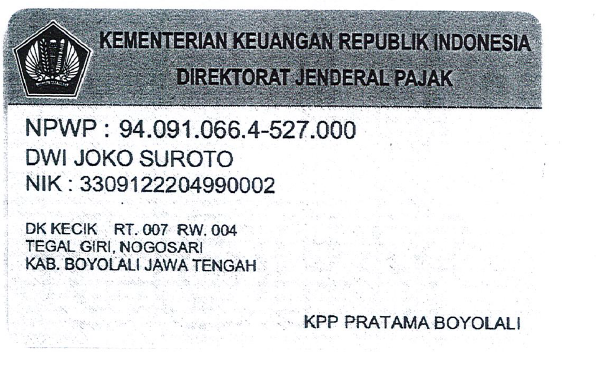 KEMENTERIAN KEUANGAN REPUBLIK INDONESIA
DIREKTORAT JENDERAL PAJAK
NPWP : 94.091.066.4-527.000
DWI JOKO SUROTO
NIK : 3309122204990002
DK KECIK RT. 007 RW. 004
TEGAL GIRI, NOGOSARI
KAB. BOYOLALI JAWA TENGAH
KPP PRATAMA BOYOLALI